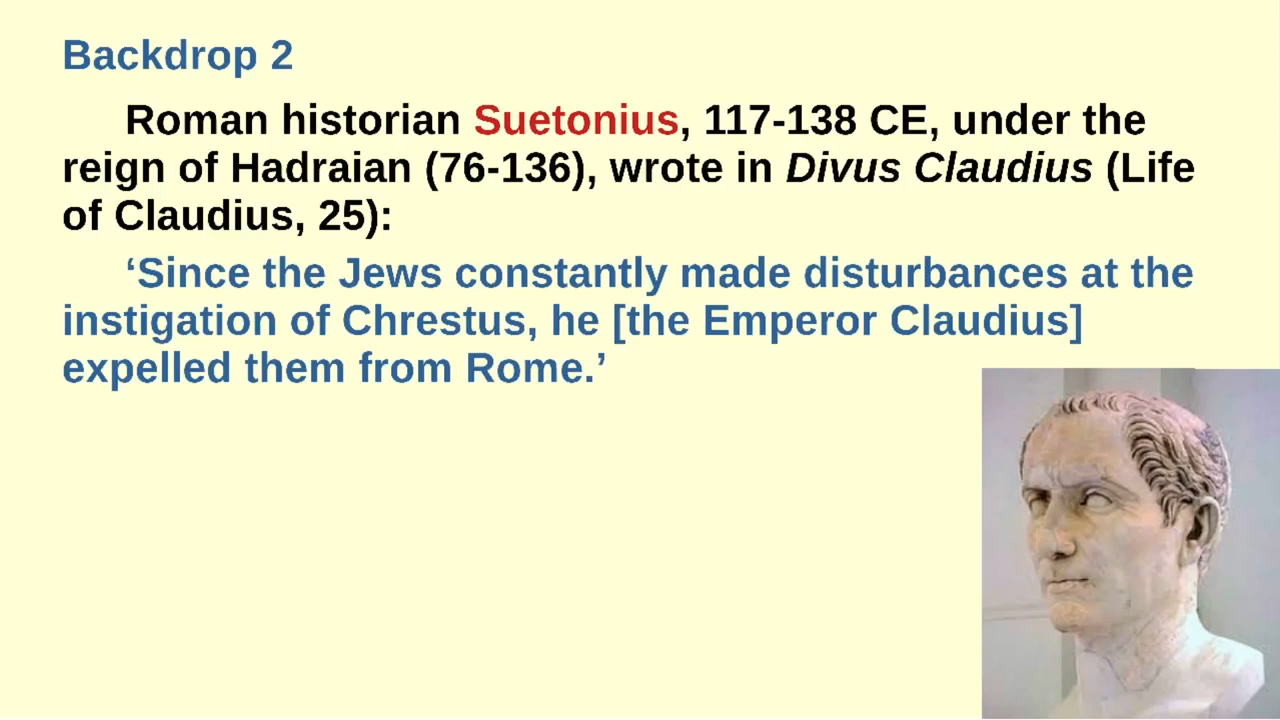 Backdrop 2
Roman historian Suetonius, 117-138 CE, under the
reign of Hadraian (76-136), wrote in Divus Claudius (Life
of Claudius, 25):
‘Since the Jews constantly made disturbances at the
instigation of Chrestus, he [the Emperor Claudius]
expelled them from Rome.’